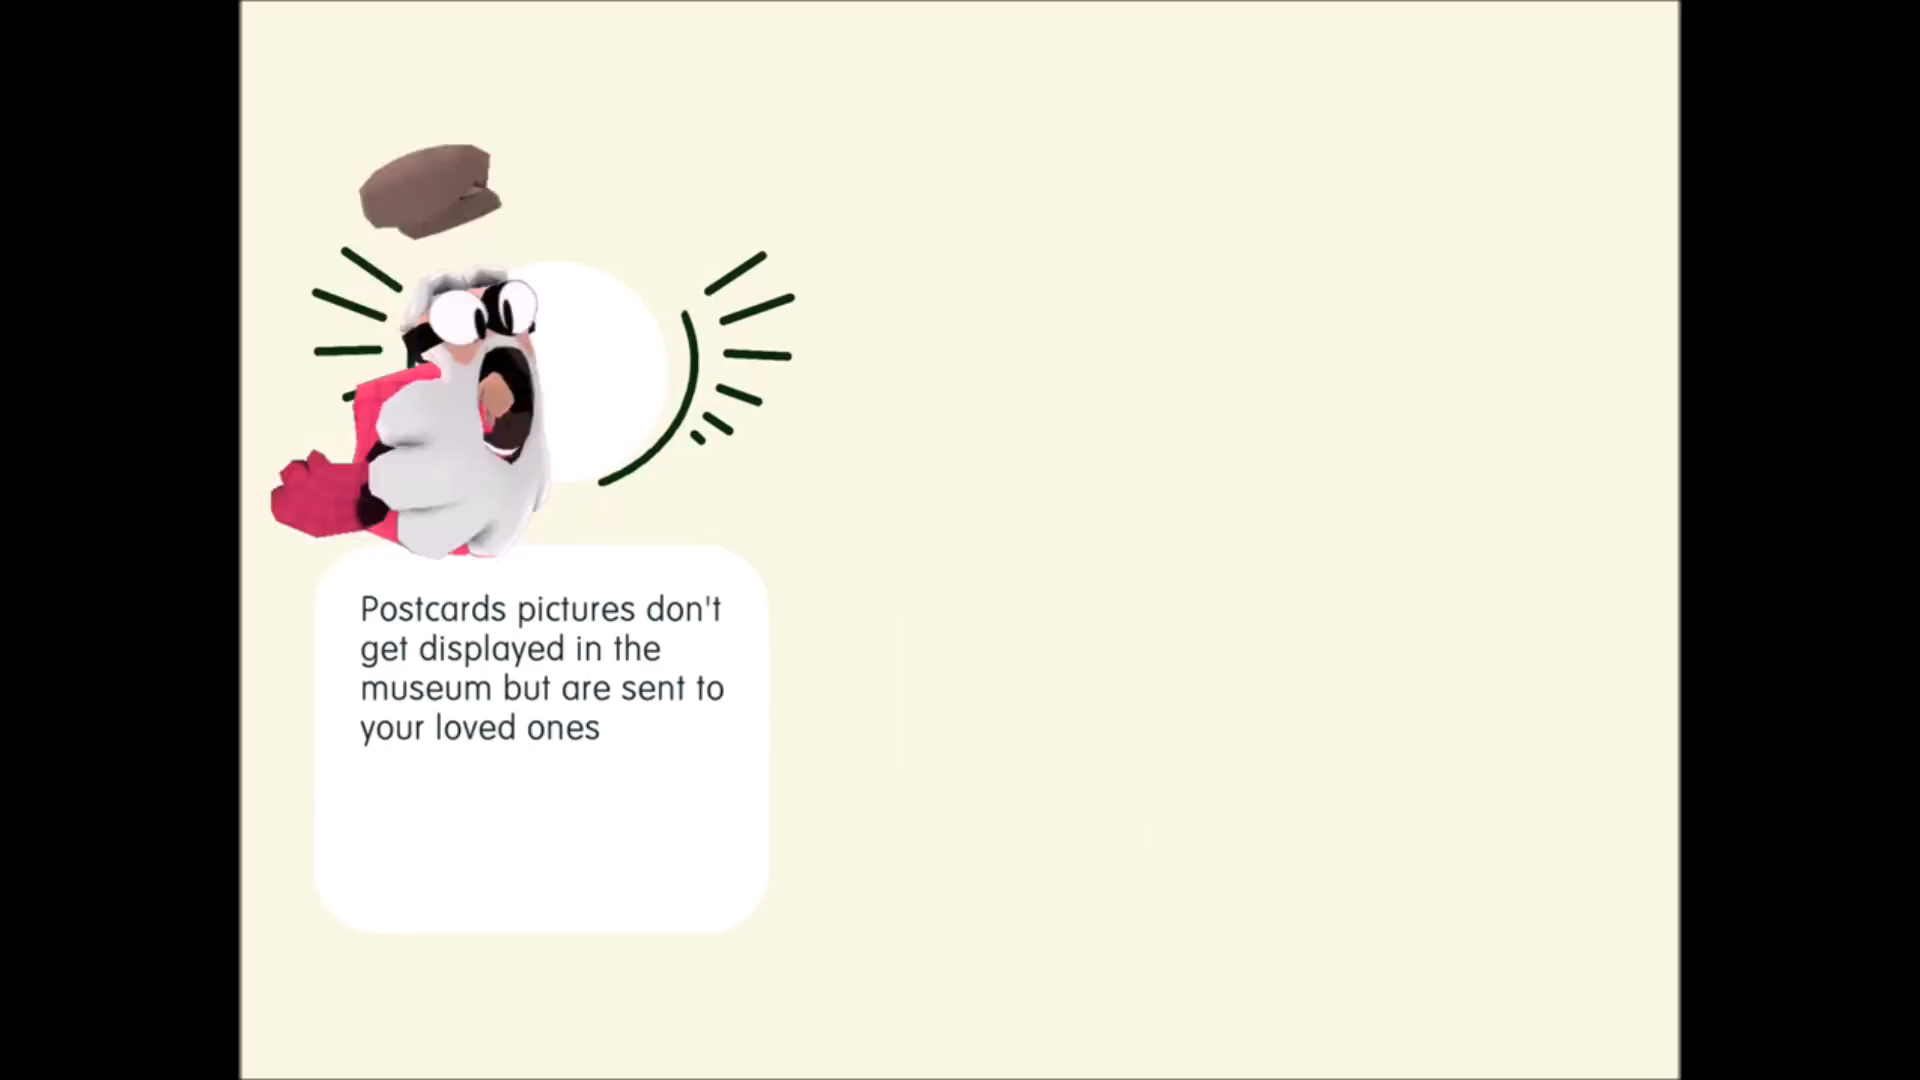 Postcards pictures don't
get displayed in the
museum but are sent to
your loved ones